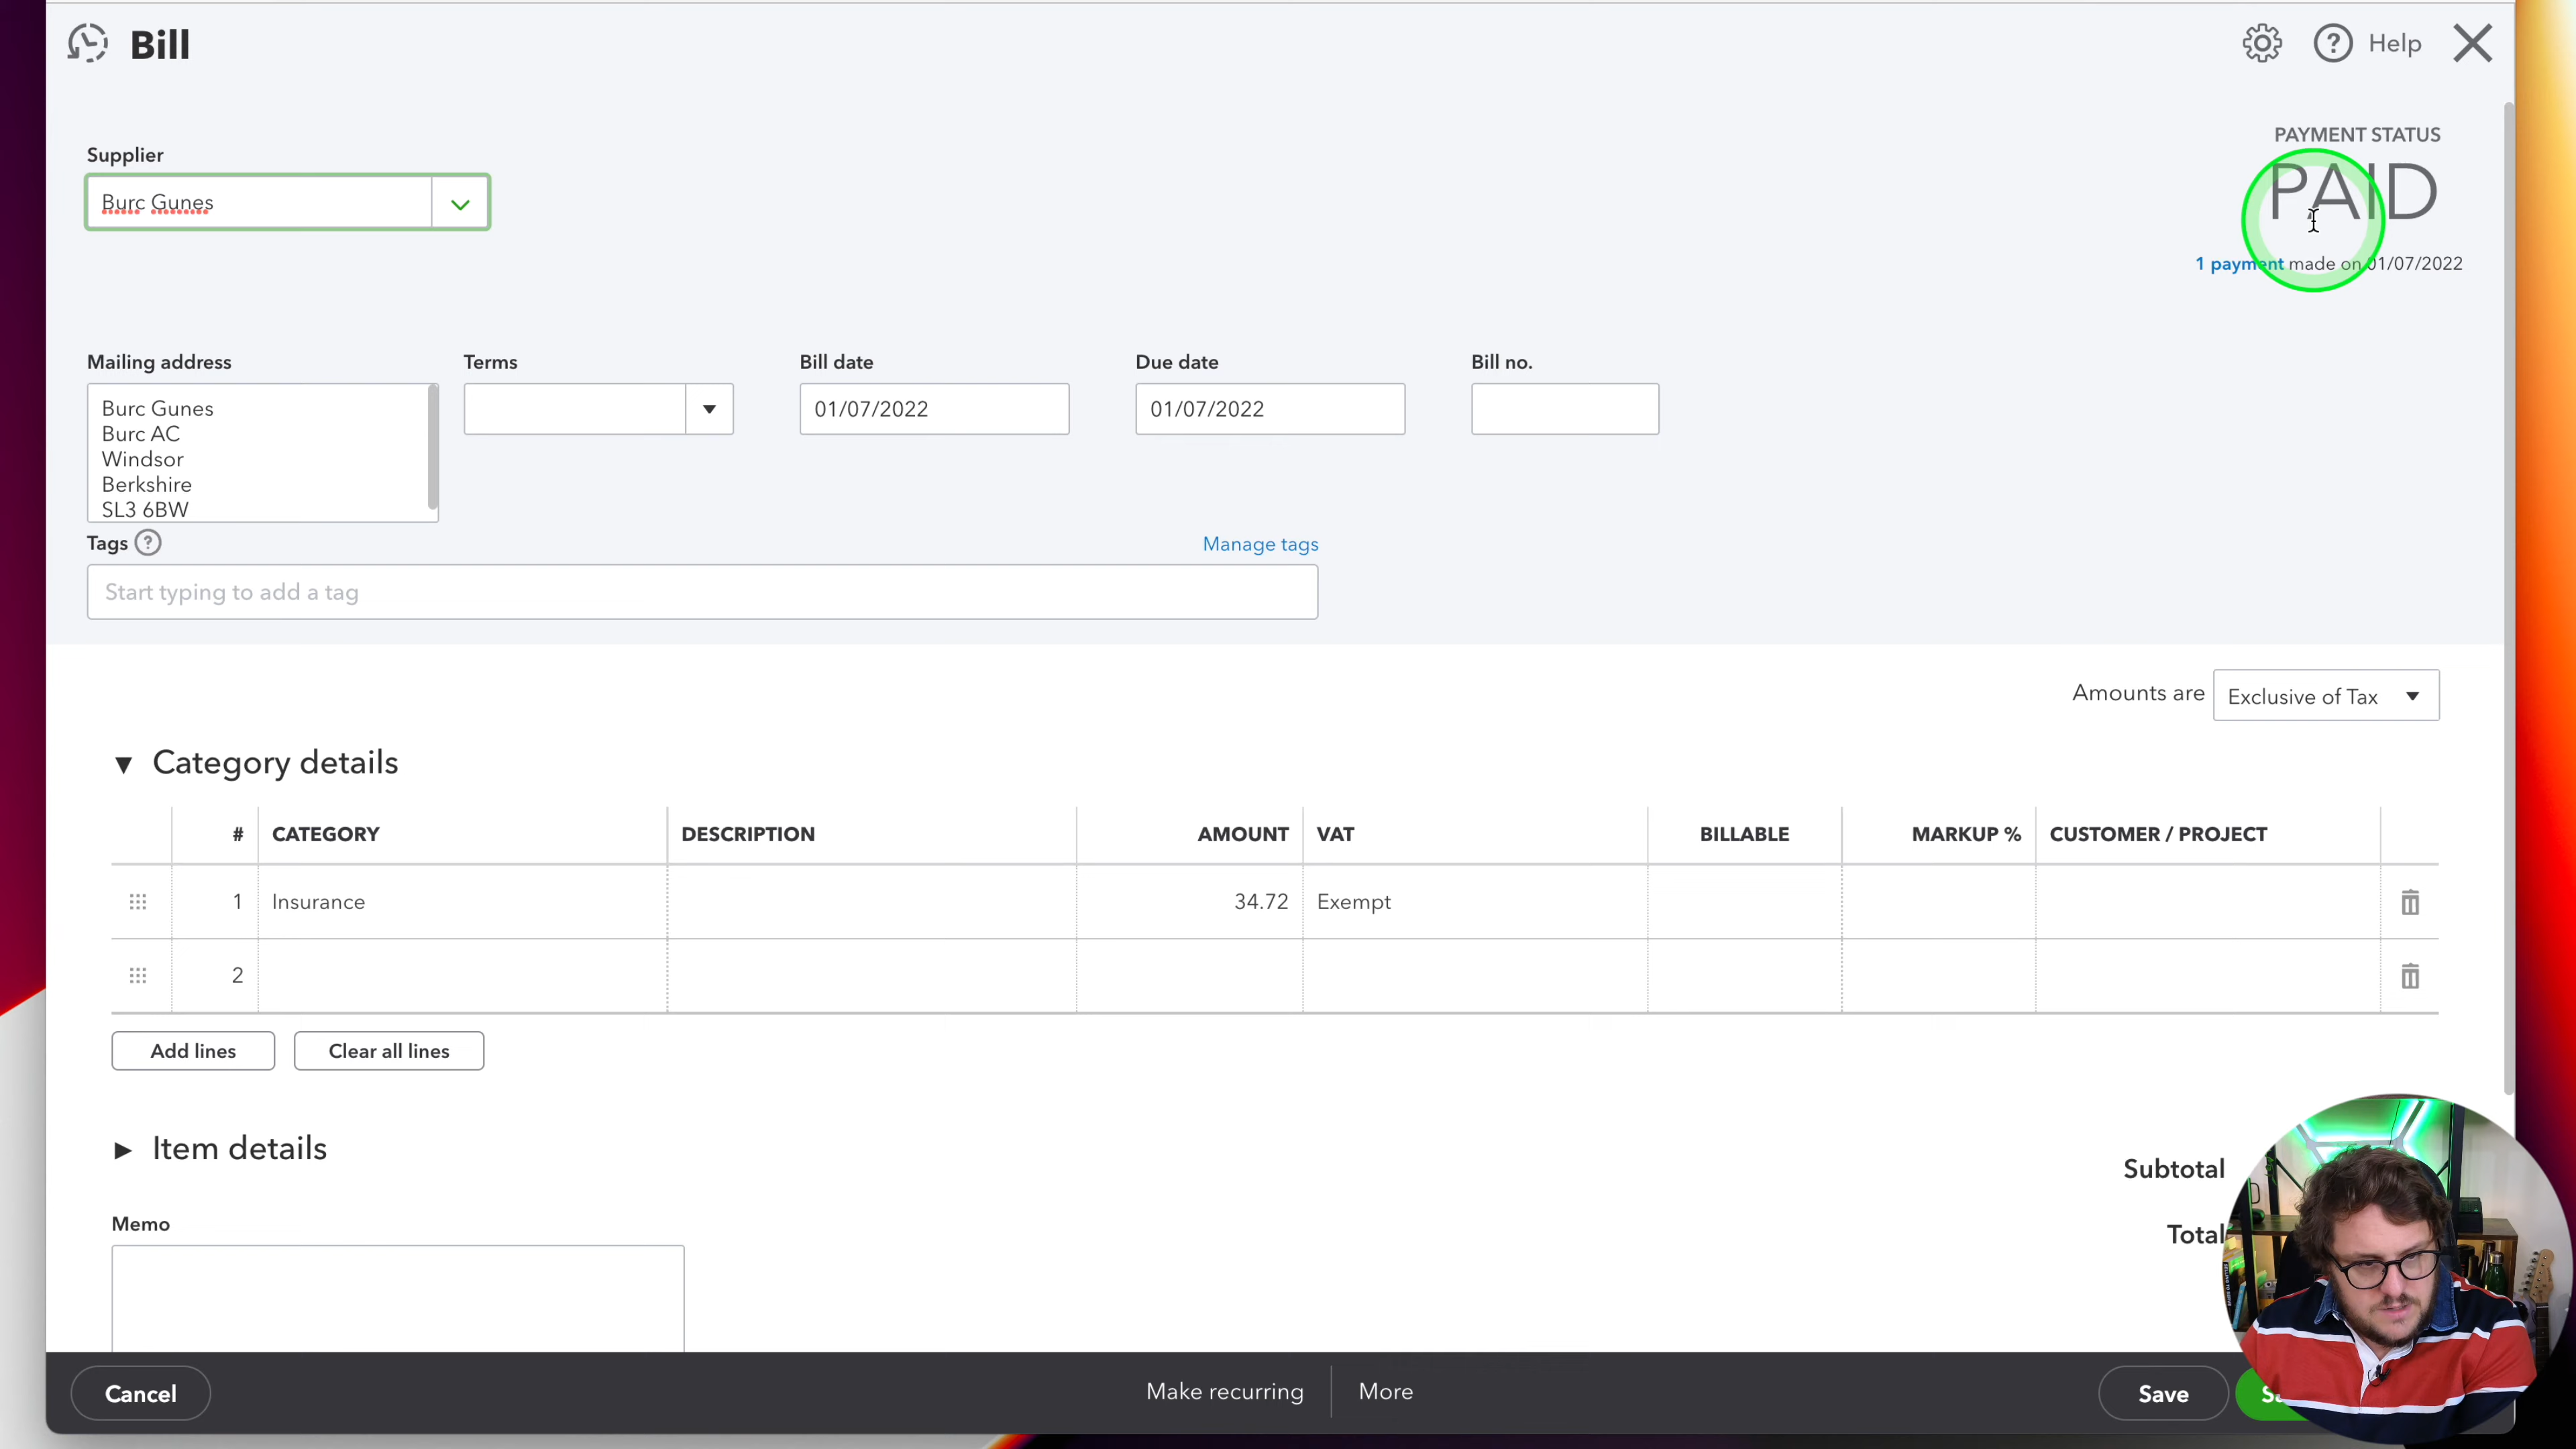 Bill
Help
PAYMENT STATUS
PAID
1 payment made on 01/07/2022
Supplier
Burc Gunes
Mailing address
Burc Gunes
Burc AC
Windsor
Berkshire
SL3 6BW
Terms
Bill date
01/07/2022
Due date
01/07/2022
Bill no.
Tags
Manage tags
Start typing to add a tag
Amounts are Exclusive of Tax
Category details
# CATEGORY DESCRIPTION AMOUNT VAT BILLABLE MARKUP % CUSTOMER / PROJECT
1 Insurance 34.72 Exempt
2
Add lines Clear all lines
Item details
Subtotal
Memo
Total
Cancel Make recurring More Save